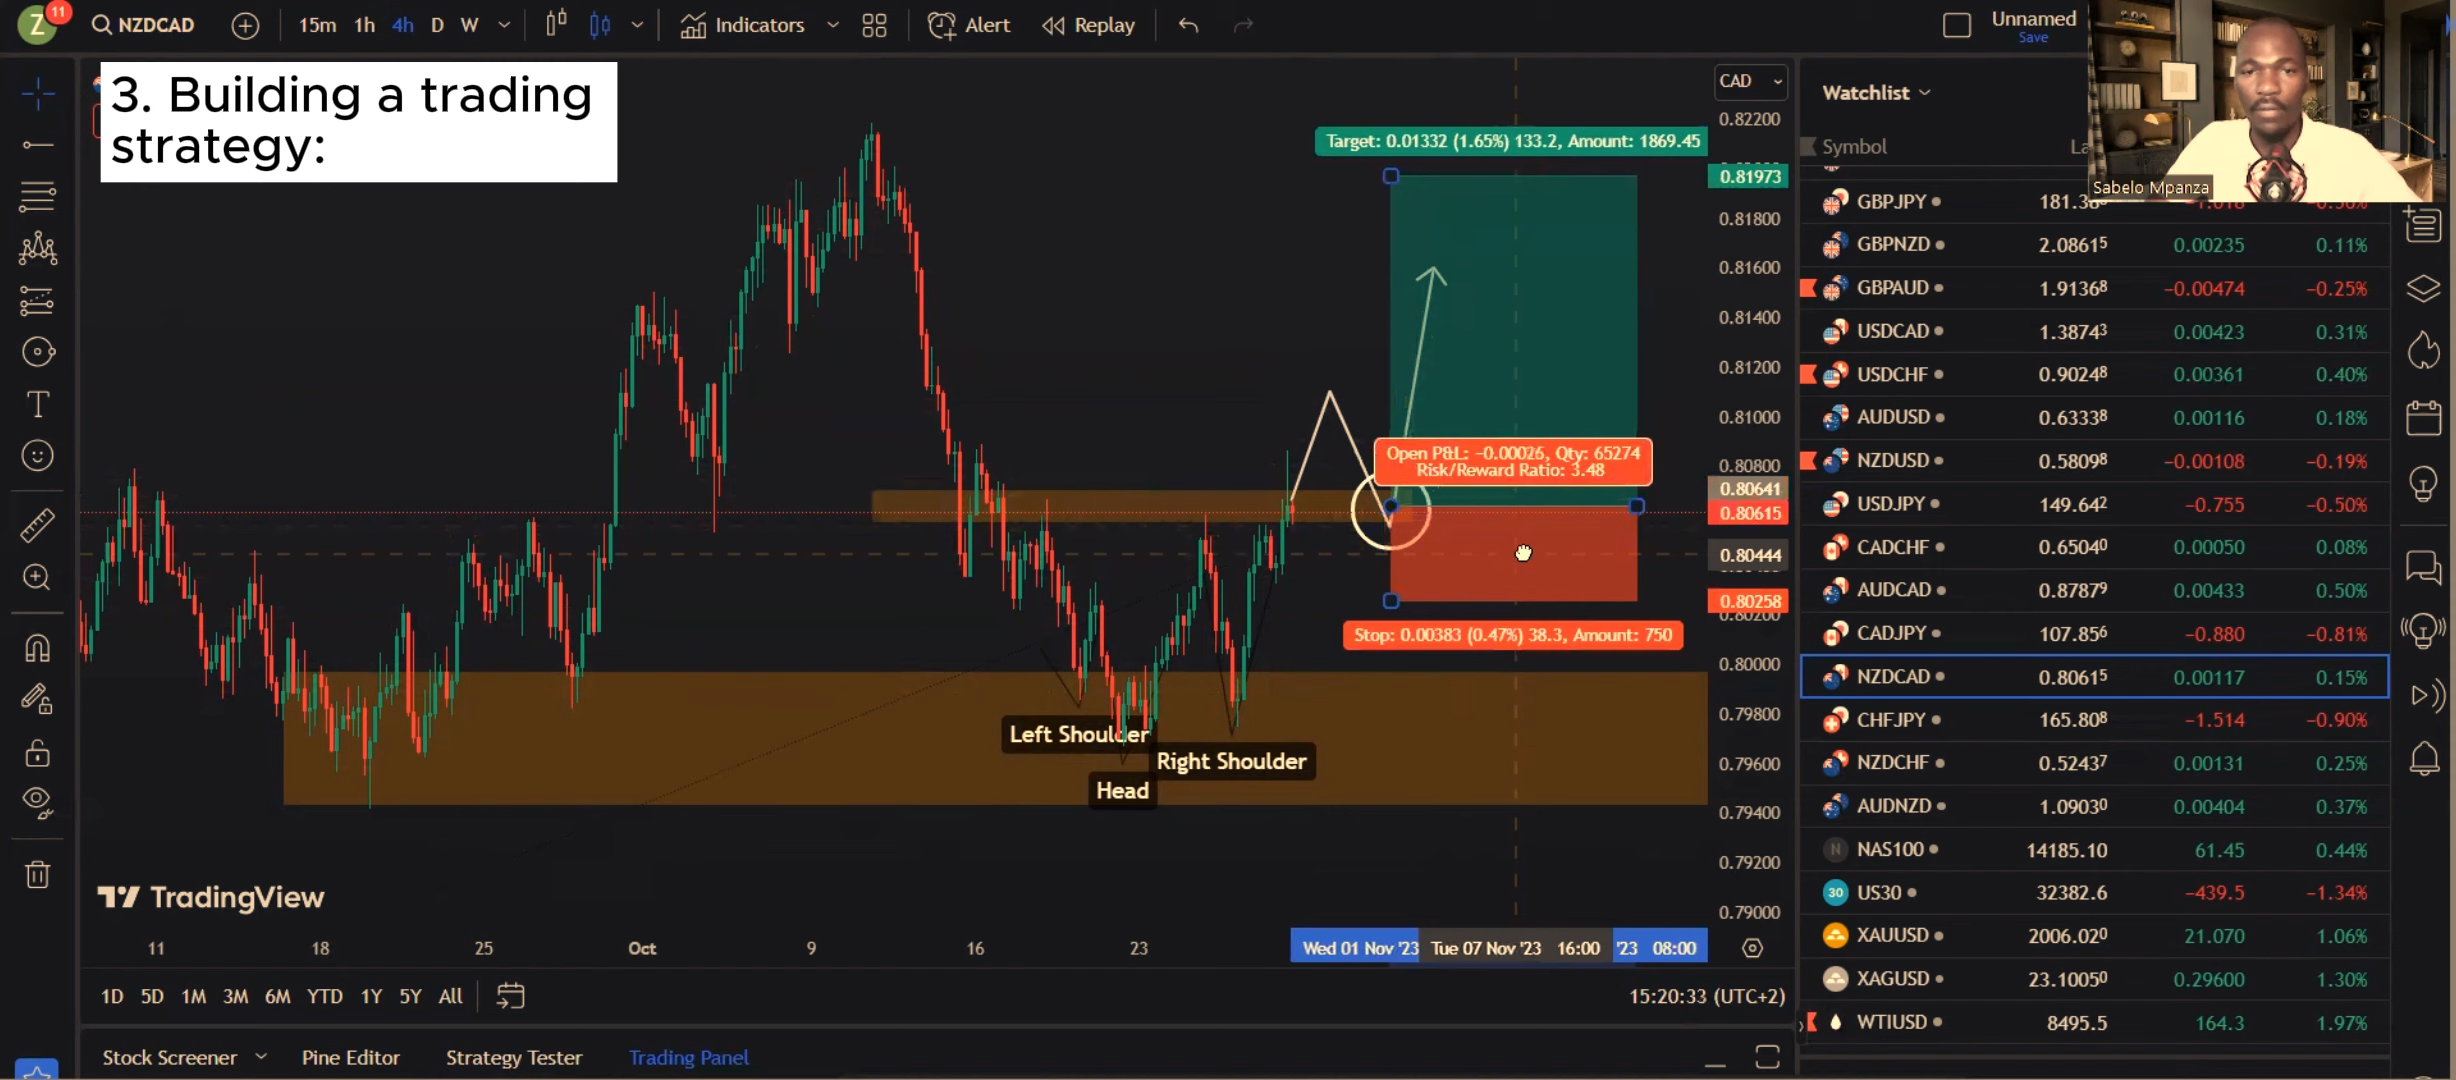 Z 11 NZDCAD 15m 1h 4h D W Indicators Alert Replay Unnamed
Save
3. Building a trading
strategy:
CAD
Target: 0.01332 (1.65%) 133.2, Amount: 1869.45
Open P&L: −0.00026, Qty: 65274
Risk/Reward Ratio: 3.48
Stop: 0.00383 (0.47%) 38.3, Amount: 750
Left Shoulder
Right Shoulder
Head
TradingView
0.82200
0.81973
0.81800
0.81600
0.81400
0.81200
0.81000
0.80800
0.80641
0.80615
0.80444
0.80258
0.80200
0.80000
0.79800
0.79600
0.79400
0.79200
0.79000
11 18 25 Oct 9 16 23 Wed 01 Nov '23 Tue 07 Nov '23 16:00 '23 08:00
1D 5D 1M 3M 6M YTD 1Y 5Y All 15:20:33 (UTC+2)
Stock Screener Pine Editor Strategy Tester Trading Panel
Sabelo Mpanza
Watchlist
Symbol La
GBPJPY 181.38
GBPNZD 2.08615 0.00235 0.11%
GBPAUD 1.91368 −0.00474 −0.25%
USDCAD 1.38743 0.00423 0.31%
USDCHF 0.90248 0.00361 0.40%
AUDUSD 0.63338 0.00116 0.18%
NZDUSD 0.58098 −0.00108 −0.19%
USDJPY 149.642 −0.755 −0.50%
CADCHF 0.65040 0.00050 0.08%
AUDCAD 0.87879 0.00433 0.50%
CADJPY 107.856 −0.880 −0.81%
NZDCAD 0.80615 0.00117 0.15%
CHFJPY 165.808 −1.514 −0.90%
NZDCHF 0.52437 0.00131 0.25%
AUDNZD 1.09030 0.00404 0.37%
N NAS100 14185.10 61.45 0.44%
30 US30 32382.6 −439.5 −1.34%
XAUUSD 2006.020 21.070 1.06%
XAGUSD 23.10050 0.29600 1.30%
WTIUSD 8495.5 164.3 1.97%